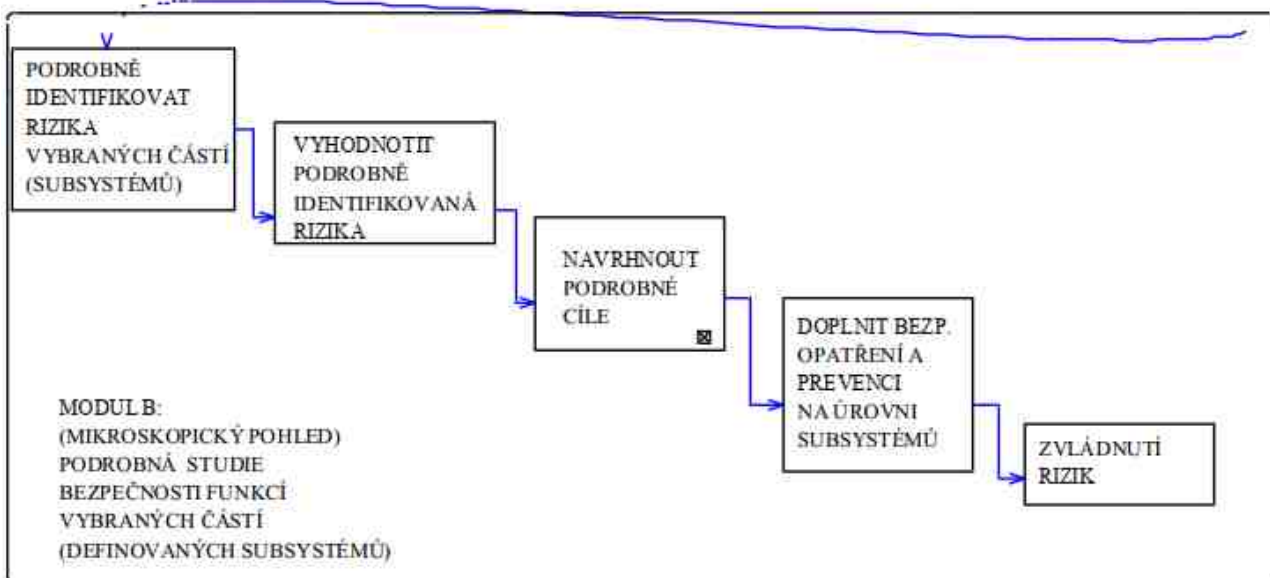 PODROBNĚ
IDENTIFIKOVAT
RIZIKA
VYBRANÝCH ČÁSTÍ
(SUBSYSTÉMŮ)
VYHODNOTIT
PODROBNĚ
IDENTIFIKOVANÁ
RIZIKA
NAVRHNOUT
PODROBNÉ
CÍLE
DOPLNIT BEZP.
OPATŘENÍ A
PREVENCI
NA ÚROVNI
SUBSYSTÉMŮ
ZVLÁDNUTÍ
RIZIK
MODUL B:
(MIKROSKOPICKÝ POHLED)
PODROBNÁ STUDIE
BEZPEČNOSTI FUNKCÍ
VYBRANÝCH ČÁSTÍ
(DEFINOVANÝCH SUBSYSTÉMŮ)